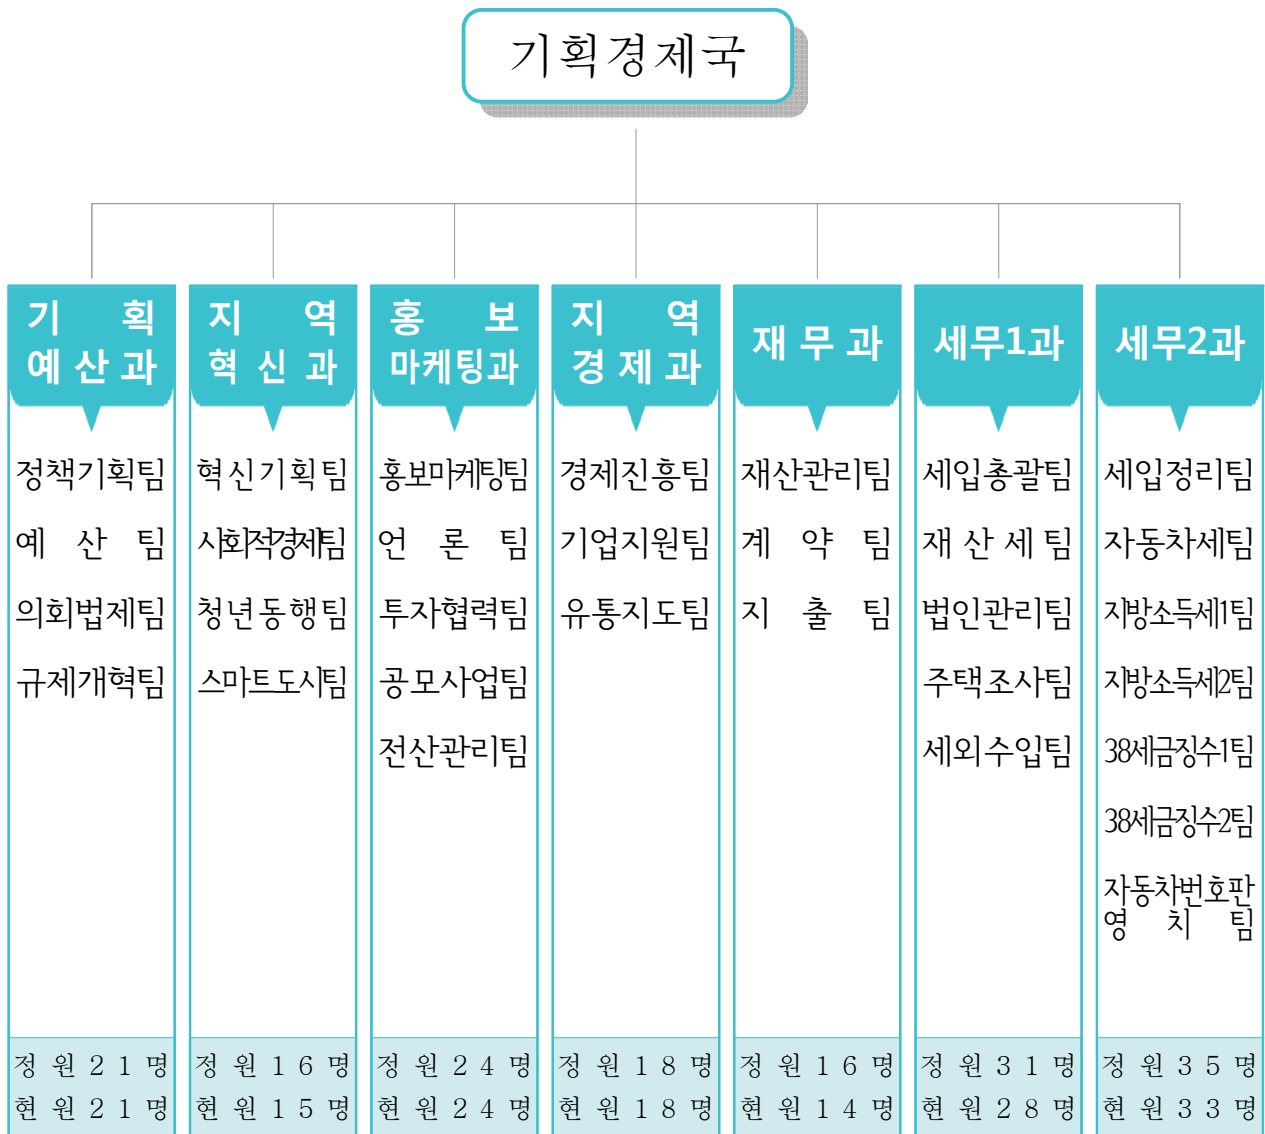 기획경제국
기 획
예 산 과
정책기획팀
예 산 팀
의회법제팀
규제개혁팀
정 원 2 1 명
현 원 2 1 명
지 역
혁 신 과
혁신기획팀
사회적경제팀
청년동행팀
스마트도시팀
정 원 1 6 명
현 원 1 5 명
홍 보
마케팅과
홍보마케팅팀
언 론 팀
투자협력팀
공모사업팀
전산관리팀
정 원 2 4 명
현 원 2 4 명
지 역
경 제 과
경제진흥팀
기업지원팀
유통지도팀
정 원 1 8 명
현 원 1 8 명
재 무 과
재산관리팀
계 약 팀
지 출 팀
정 원 1 6 명
현 원 1 4 명
세무1과
세입총괄팀
재 산 세 팀
법인관리팀
주택조사팀
세외수입팀
정 원 3 1 명
현 원 2 8 명
세무2과
세입정리팀
자동차세팀
지방소득세1팀
지방소득세2팀
38세금징수1팀
38세금징수2팀
자동차번호판
영 치 팀
정 원 3 5 명
현 원 3 3 명